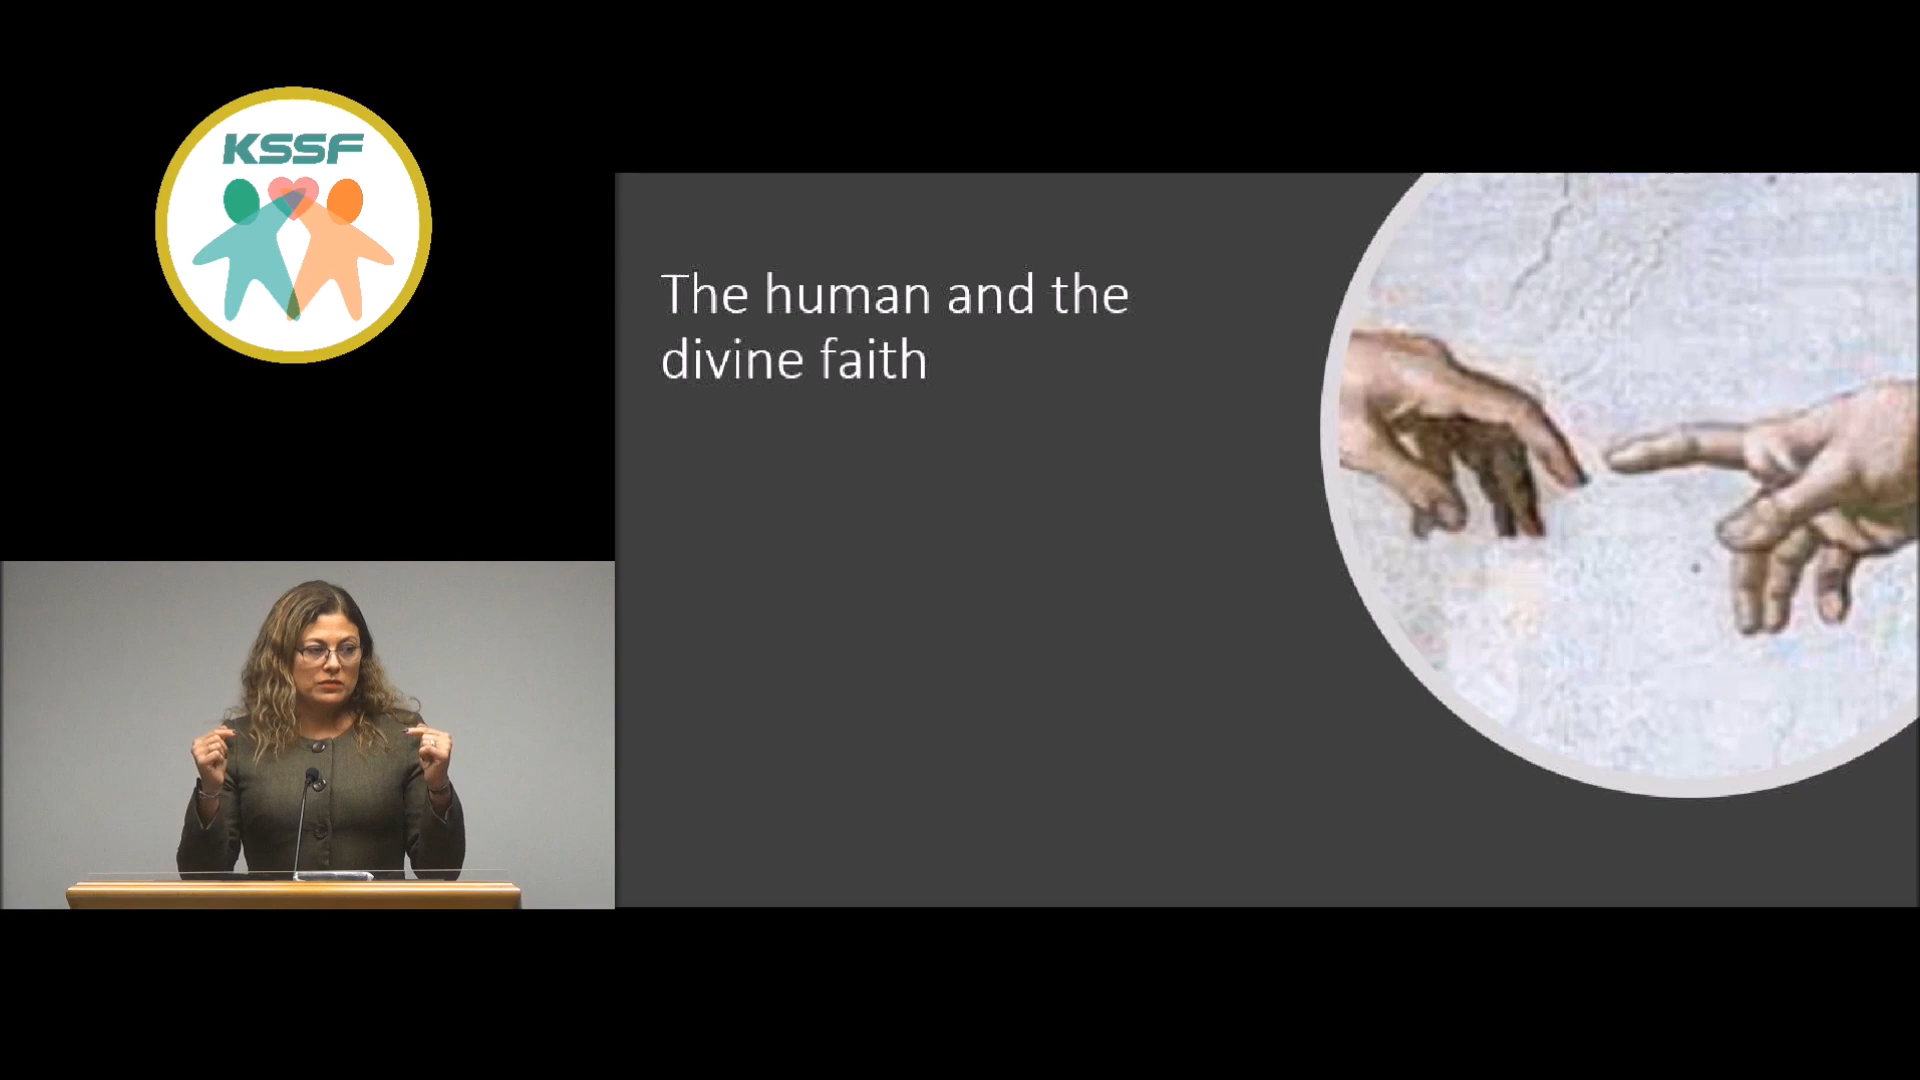 KSSF
The human and the
divine faith